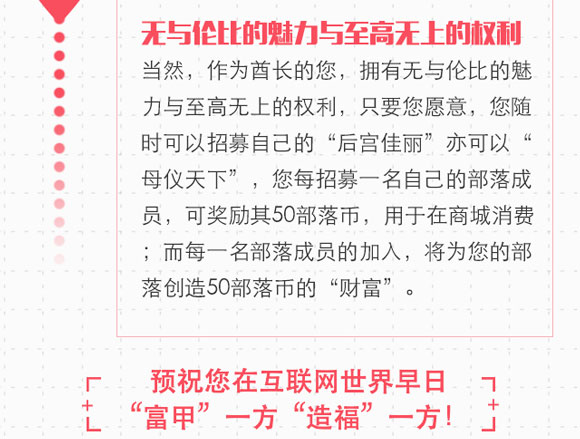 无与伦比的魅力与至高无上的权利
当然，作为酋长的您，拥有无与伦比的魅
力与至高无上的权利，只要您愿意，您随
时可以招募自己的“后宫佳丽”亦可以“
母仪天下”，您每招募一名自己的部落成
员，可奖励其50部落币，用于在商城消费
；而每一名部落成员的加入，将为您的部
落创造50部落币的“财富”。
预祝您在互联网世界早日
“富甲”一方“造福”一方！